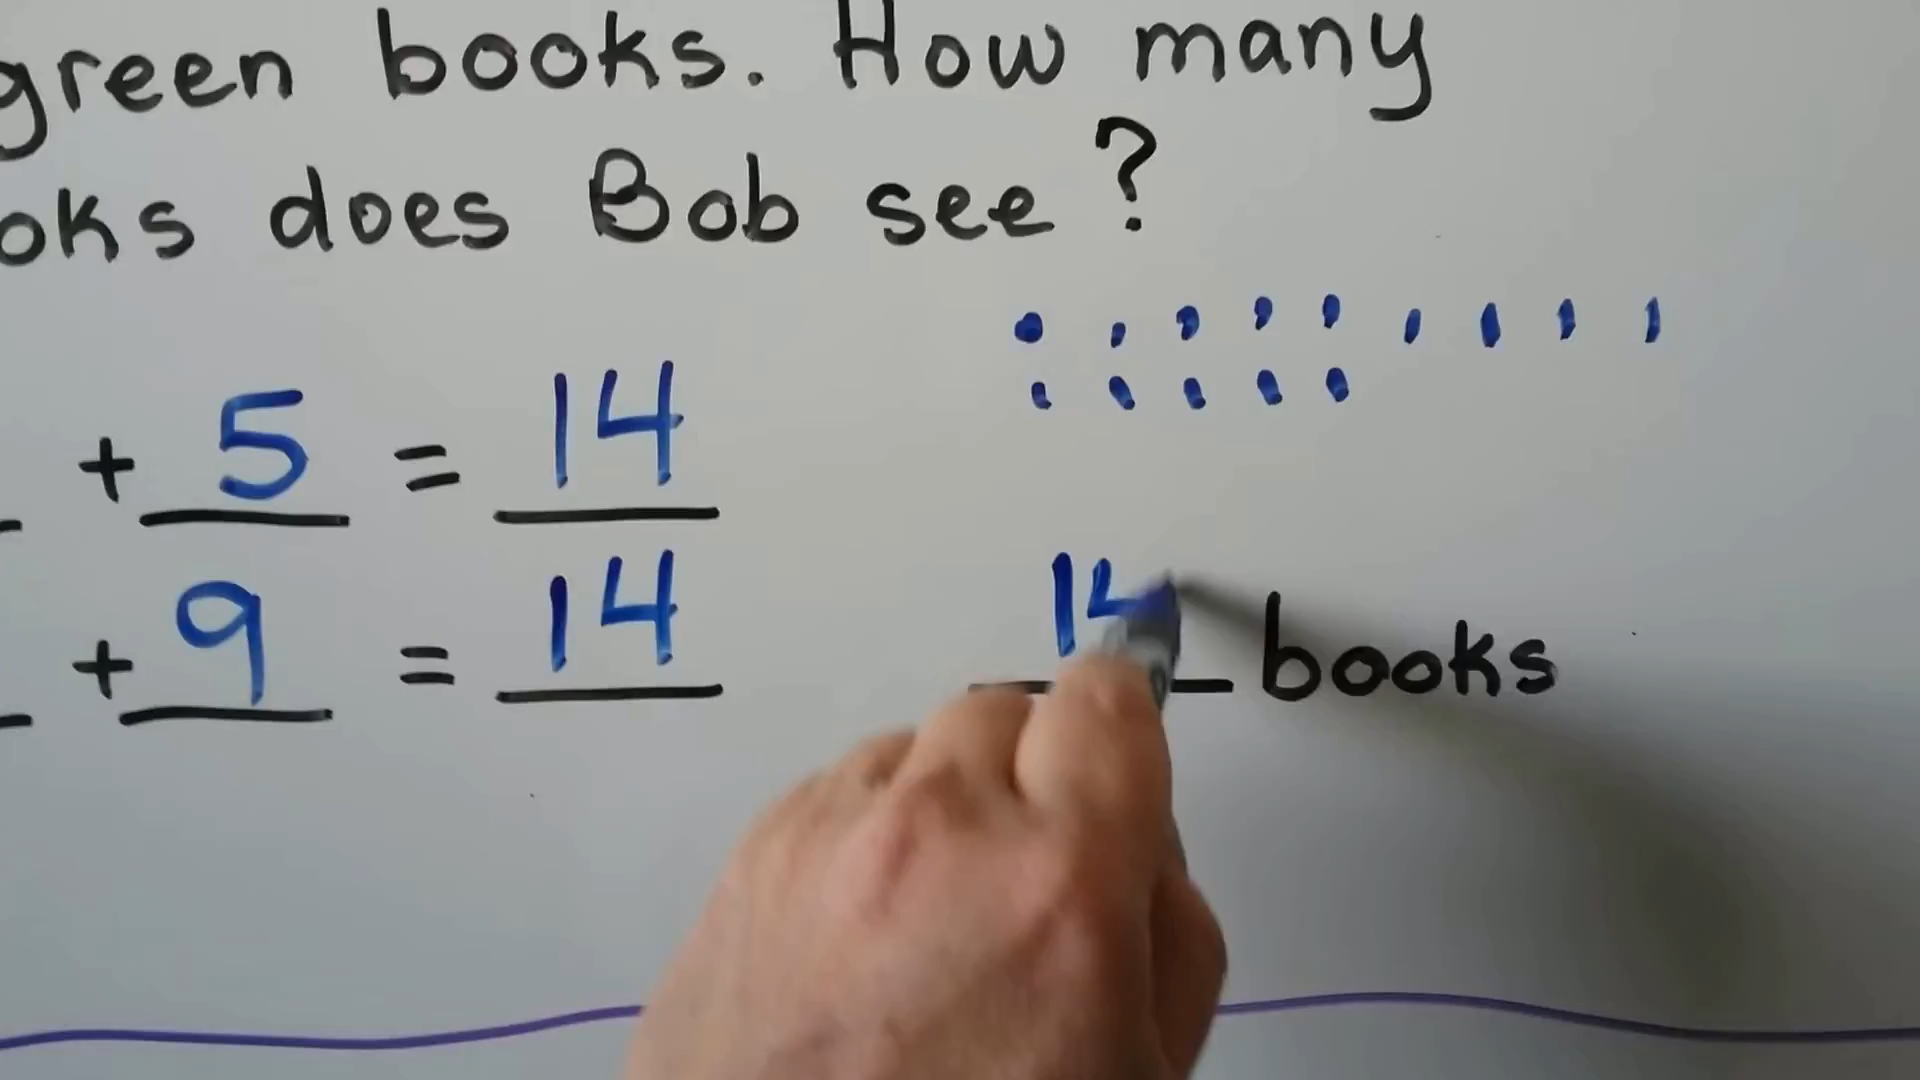 green books. How many
oks does Bob see?
+ 5 = 14
+ 9 = 14
14 books